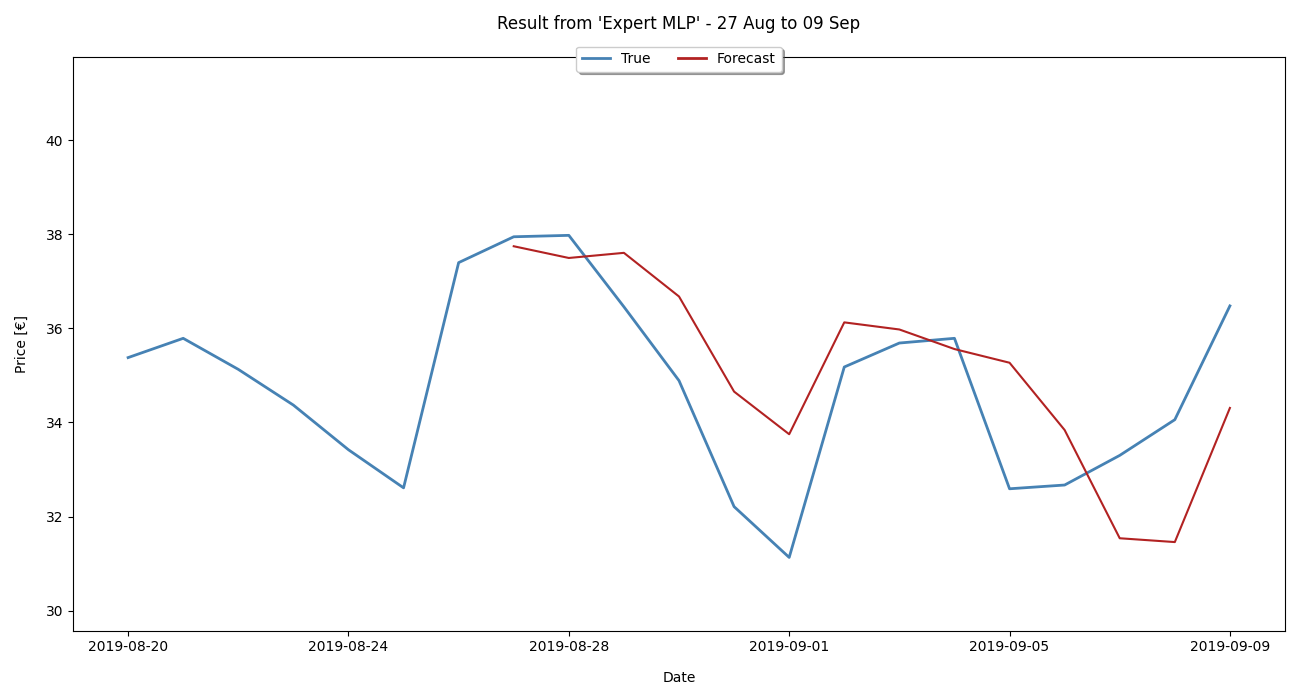 Result from 'Expert MLP' - 27 Aug to 09 Sep
True Forecast
40
38
36
34
32
30
Price [€]
2019-08-20 2019-08-24 2019-08-28 2019-09-01 2019-09-05 2019-09-09
Date